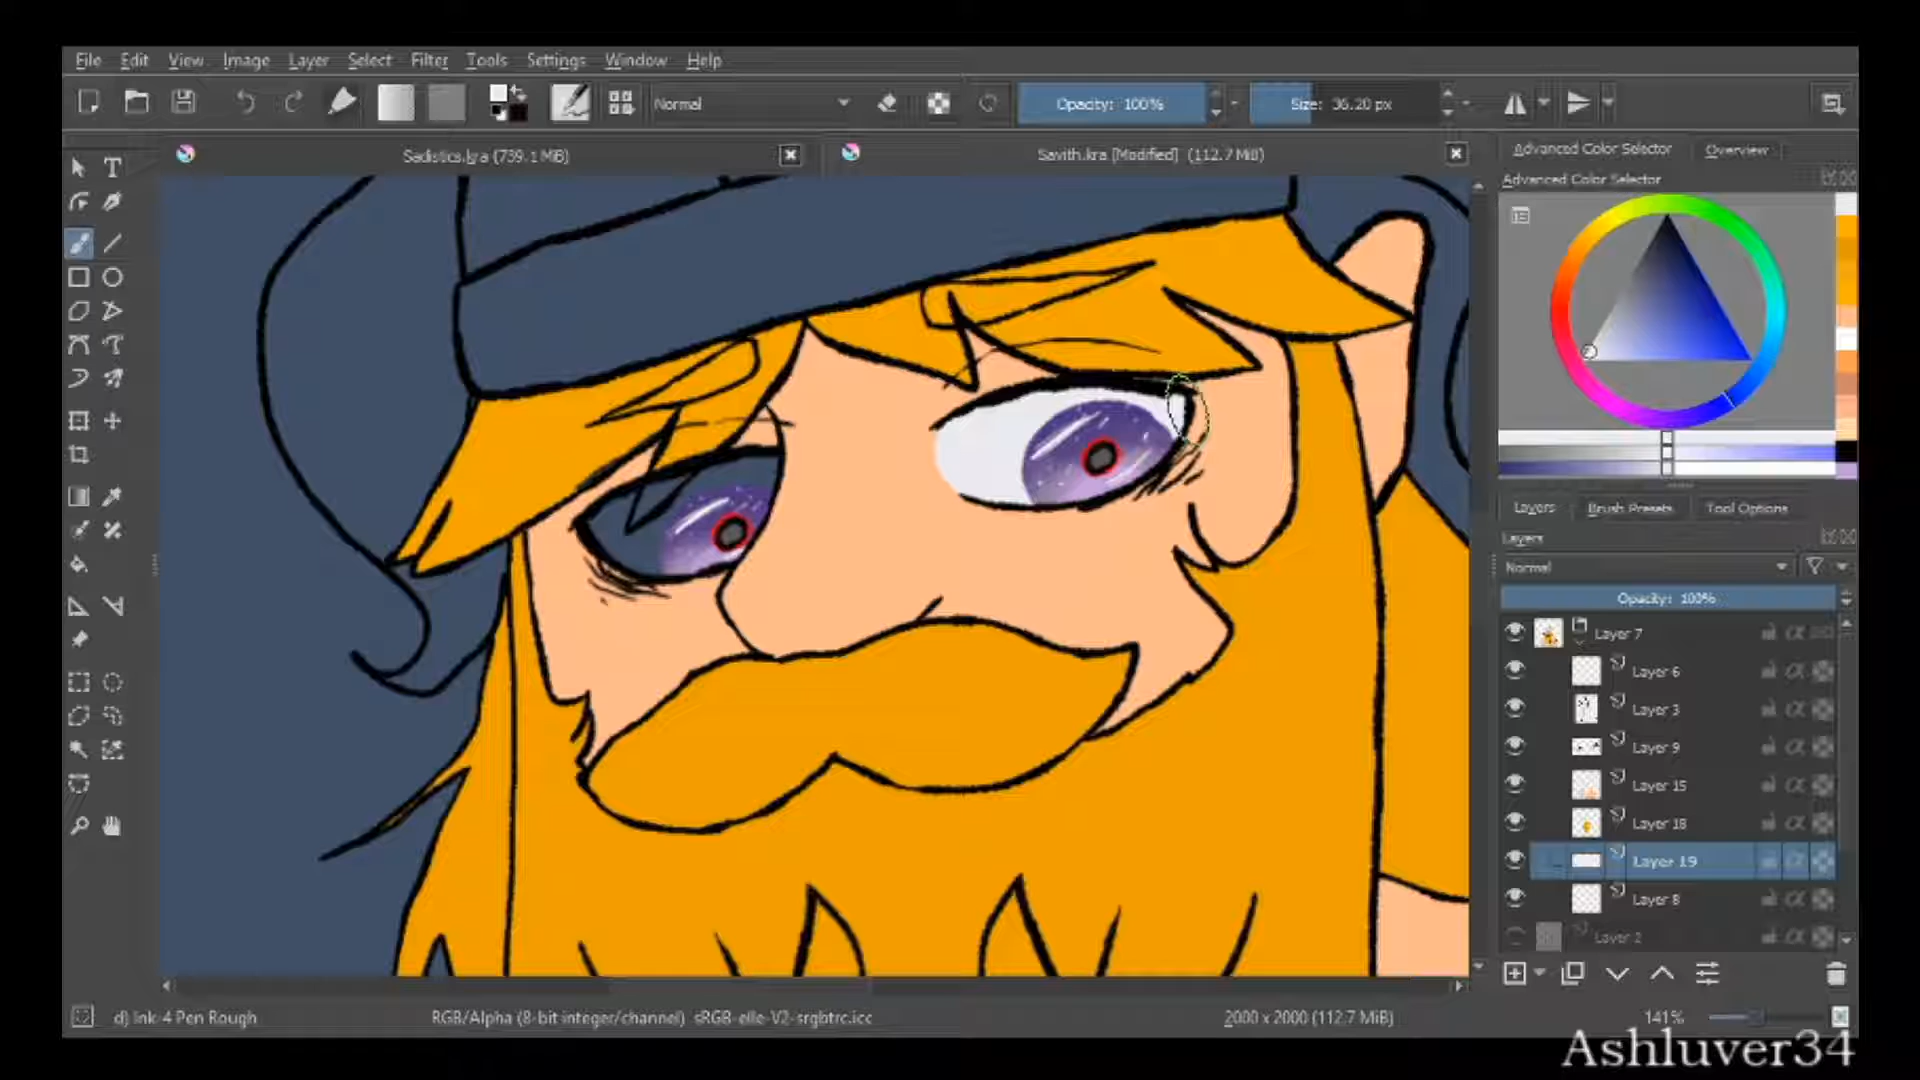 File Edit View Image Layer Select Filter Tools Settings Window Help
Normal Opacity: 100% Size: 36.20 px
Sadistics.kra (739.1 MiB) Savith.kra [Modified] (112.7 MiB)
Advanced Color Selector Overview
Advanced Color Selector
Layers Brush Presets Tool Options
Layers
Normal
Opacity: 100%
Layer 7
Layer 6
Layer 3
Layer 9
Layer 15
Layer 18
Layer 19
Layer 8
Layer 2
d) Ink-4 Pen Rough RGB/Alpha (8-bit integer/channel) sRGB-elle-V2-srgbtrc.icc 2000 x 2000 (112.7 MiB) 141%
Ashluver34